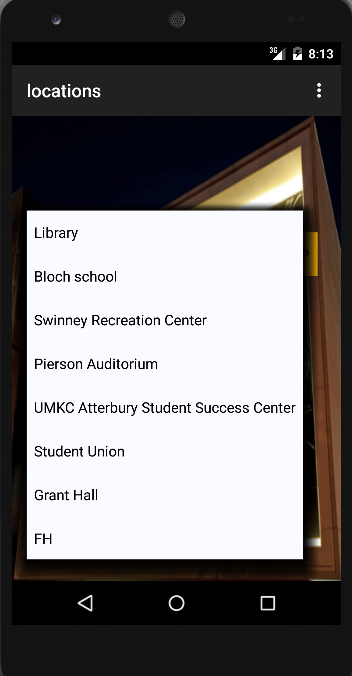 3G 8:13
locations
Library
Bloch school
Swinney Recreation Center
Pierson Auditorium
UMKC Atterbury Student Success Center
Student Union
Grant Hall
FH